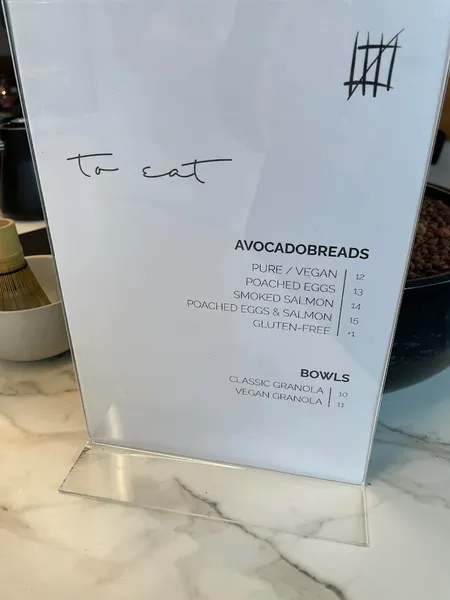 to eat
AVOCADOBREADS
PURE / VEGAN | 12
POACHED EGGS | 13
SMOKED SALMON | 14
POACHED EGGS & SALMON | 15
GLUTEN-FREE | +1
BOWLS
CLASSIC GRANOLA | 10
VEGAN GRANOLA | 11